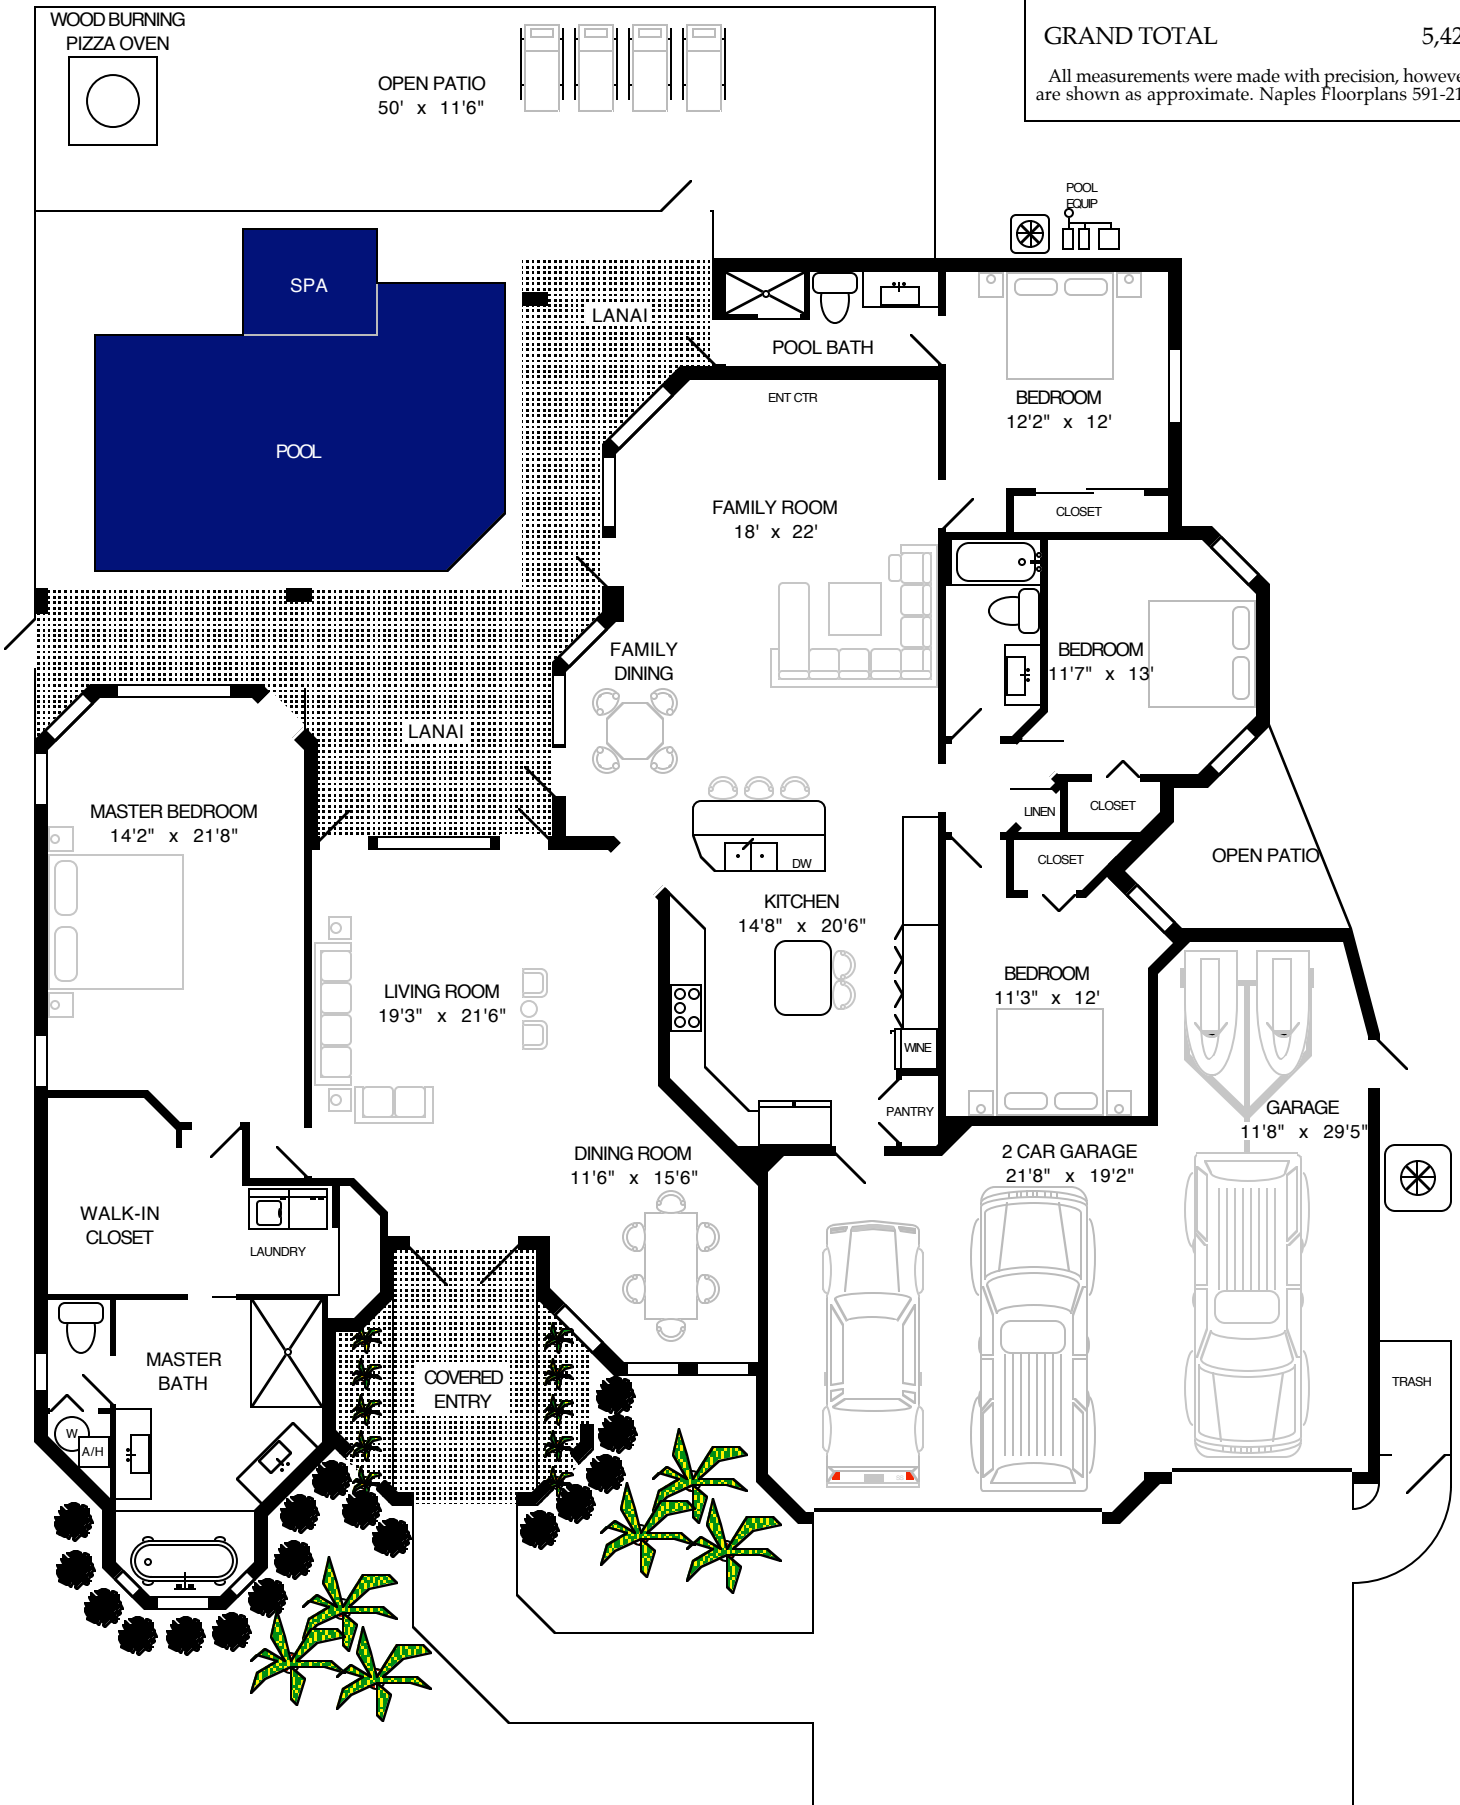 WOOD BURNING
PIZZA OVEN
OPEN PATIO
50' x 11'6"
GRAND TOTAL 5,42
All measurements were made with precision, howeve
are shown as approximate. Naples Floorplans 591-21
POOL
EQUIP
SPA
LANAI
POOL BATH
ENT CTR
BEDROOM
12'2" x 12'
POOL
FAMILY ROOM
18' x 22'
CLOSET
FAMILY
DINING
BEDROOM
11'7" x 13'
LANAI
MASTER BEDROOM
14'2" x 21'8"
LINEN
CLOSET
DW
CLOSET
OPEN PATIO
KITCHEN
14'8" x 20'6"
LIVING ROOM
19'3" x 21'6"
BEDROOM
11'3" x 12'
WINE
PANTRY
GARAGE
11'8" x 29'5"
DINING ROOM
11'6" x 15'6"
2 CAR GARAGE
21'8" x 19'2"
WALK-IN
CLOSET
LAUNDRY
MASTER
BATH
COVERED
ENTRY
TRASH
W
A/H